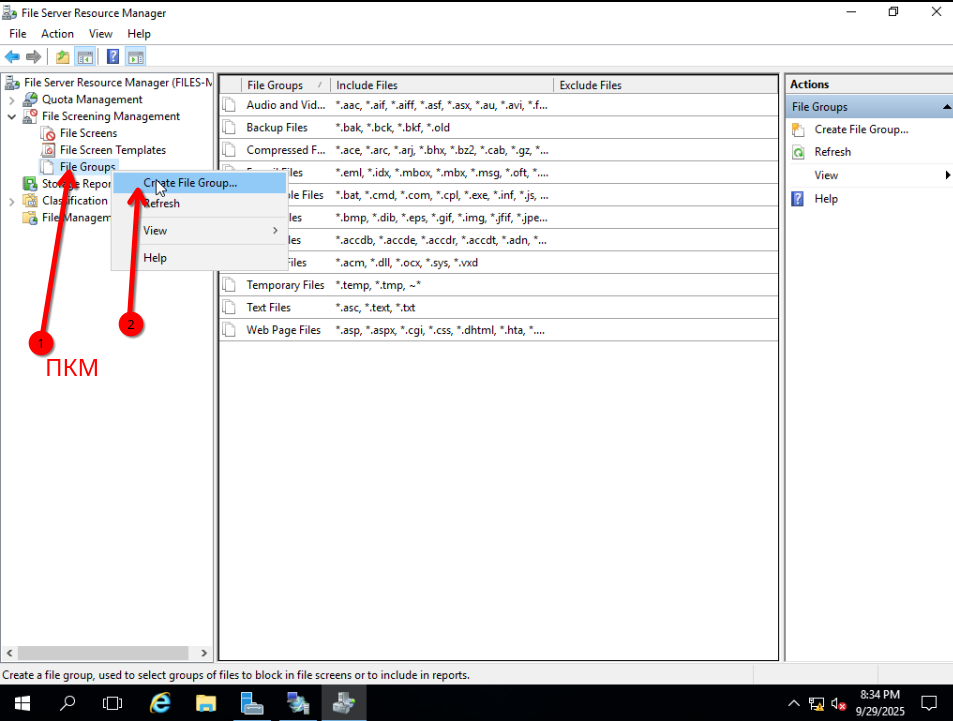 File Server Resource Manager
File Action View Help
File Server Resource Manager (FILES-M
Quota Management
File Screening Management
File Screens
File Screen Templates
File Groups
Storage Repor
Classification
File Managem
Create File Group...
Refresh
View
Help
1
2
ПКМ
File Groups Include Files Exclude Files
Audio and Vid... *.aac, *.aif, *.aiff, *.asf, *.asx, *.au, *.avi, *.f...
Backup Files *.bak, *.bck, *.bkf, *.old
Compressed F... *.ace, *.arc, *.arj, *.bhx, *.bz2, *.cab, *.gz, *...
*.eml, *.idx, *.mbox, *.mbx, *.msg, *.oft, *....
le Files *.bat, *.cmd, *.com, *.cpl, *.exe, *.inf, *.js, ...
les *.bmp, *.dib, *.eps, *.gif, *.img, *.jfif, *.jpe...
les *.accdb, *.accde, *.accdr, *.accdt, *.adn, *...
Files *.acm, *.dll, *.ocx, *.sys, *.vxd
Temporary Files *.temp, *.tmp, ~*
Text Files *.asc, *.text, *.txt
Web Page Files *.asp, *.aspx, *.cgi, *.css, *.dhtml, *.hta, *....
Actions
File Groups
Create File Group...
Refresh
View
Help
Create a file group, used to select groups of files to block in file screens or to include in reports.
8:34 PM
9/29/2025